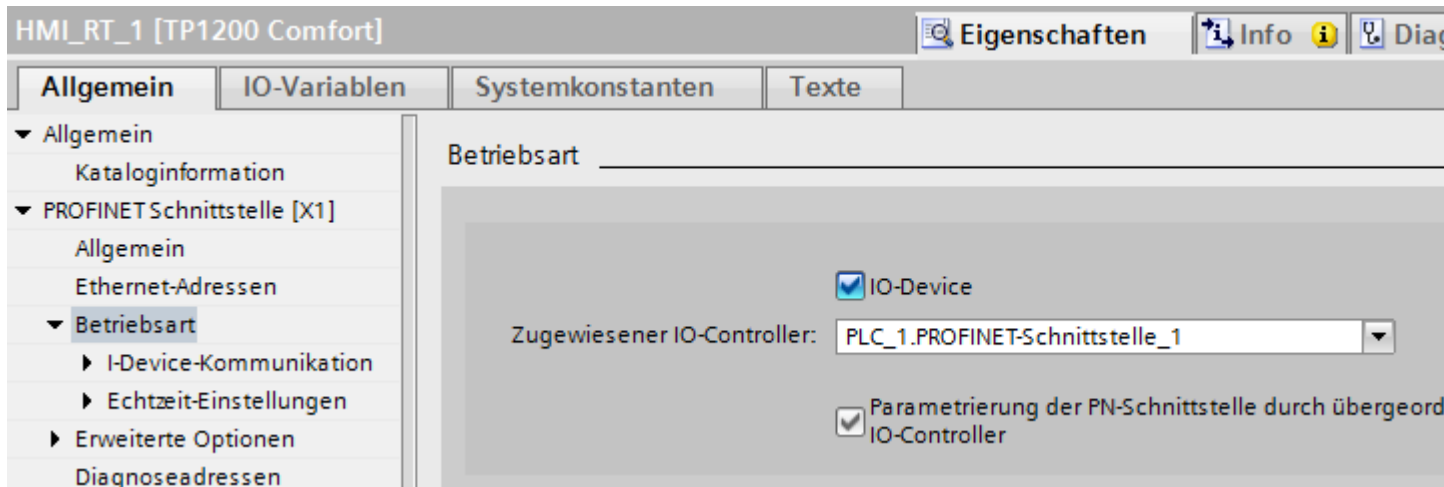 HMI_RT_1 [TP1200 Comfort]
Eigenschaften
Info
Allgemein
IO-Variablen
Systemkonstanten
Texte
Allgemein
Kataloginformation
PROFINET Schnittstelle [X1]
Allgemein
Ethernet-Adressen
Betriebsart
I-Device-Kommunikation
Echtzeit-Einstellungen
Erweiterte Optionen
Diagnoseadressen
Betriebsart
IO-Device
Zugewiesener IO-Controller: PLC_1.PROFINET-Schnittstelle_1
Parametrierung der PN-Schnittstelle durch
IO-Controller